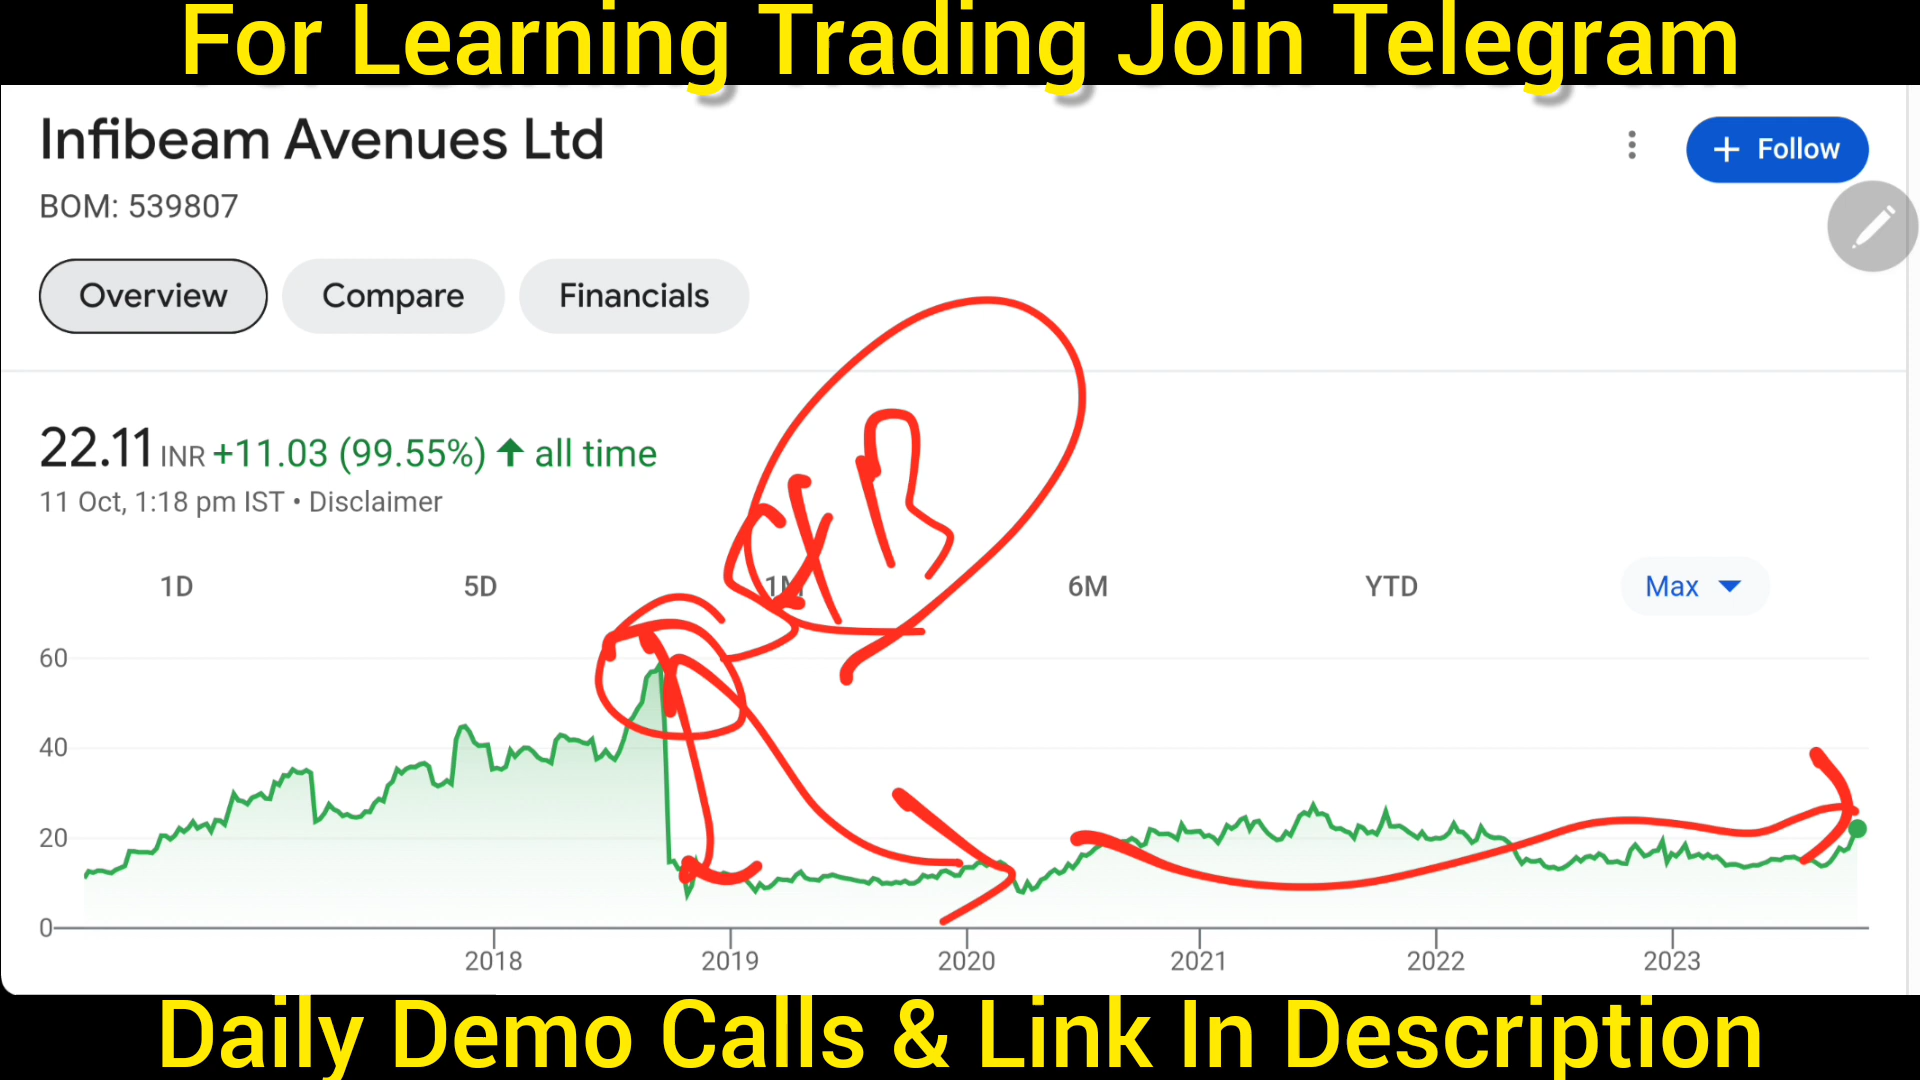 For Learning Trading Join Telegram
Infibeam Avenues Ltd
+ Follow
BOM: 539807
Overview Compare Financials
22.11 INR +11.03 (99.55%) ↑ all time
11 Oct, 1:18 pm IST • Disclaimer
1D 5D 1M 6M YTD Max
60
40
20
0
2018 2019 2020 2021 2022 2023
Daily Demo Calls & Link In Description